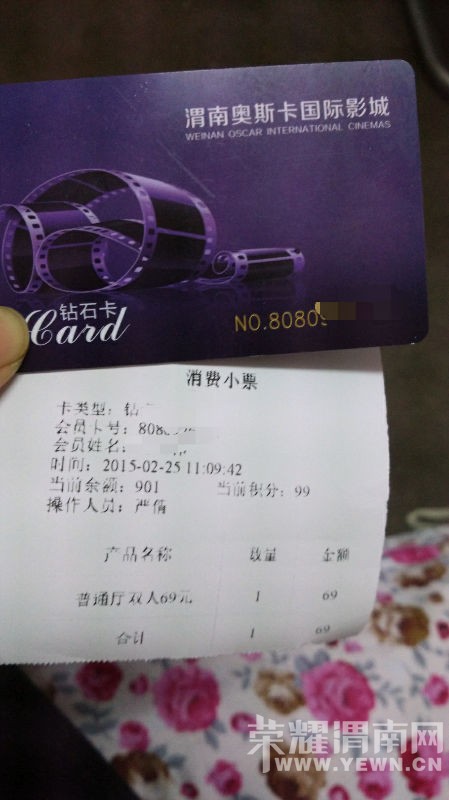 渭南奥斯卡国际影城
WEINAN OSCAR INTERNATIONAL CINEMAS
钻石卡
Card
NO.80809
消费小票
卡类型：钻
会员卡号：8080
会员姓名：
时间：2015-02-25 11:09:42
当前余额：901 当前积分：99
操作人员：严倩
产品名称 数量 金额
普通厅双人69元 1 69
合计 1 69
荣耀渭南网
WWW.YEWN.CN